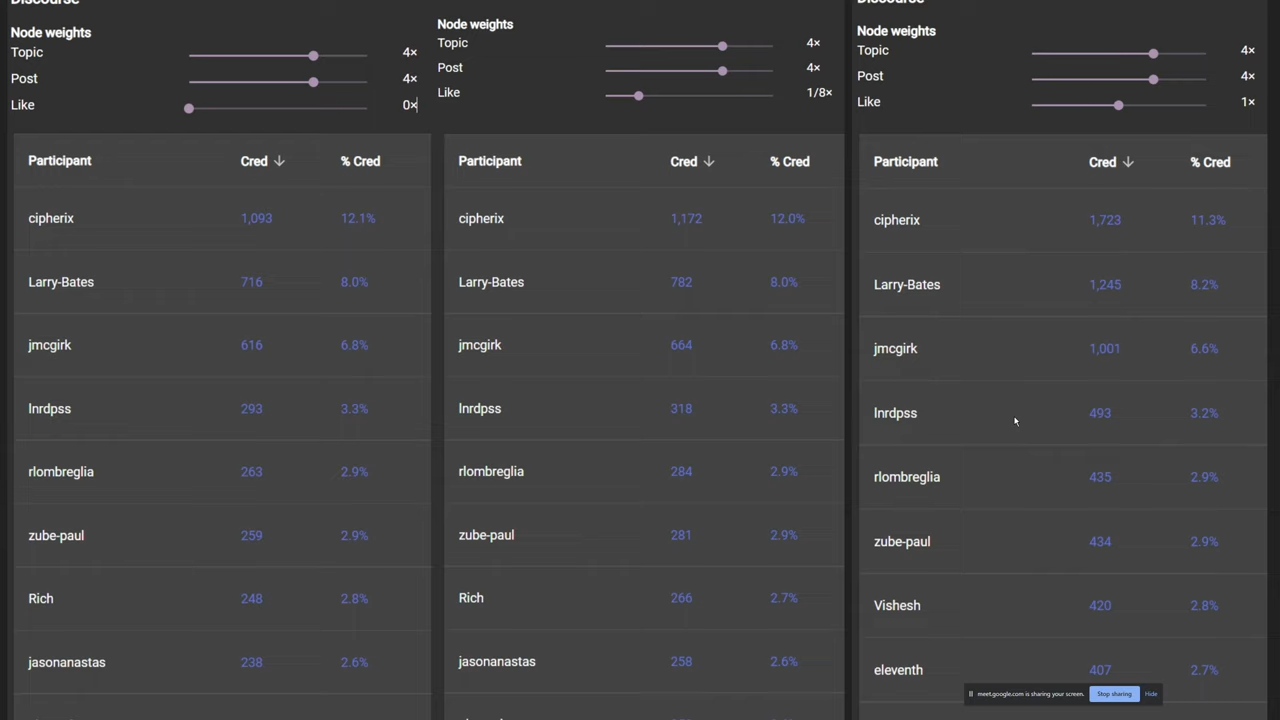 Discourse
Node weights
Topic 4×
Post 4×
Like 0×
Participant Cred ↓ % Cred
cipherix 1,093 12.1%
Larry-Bates 716 8.0%
jmcgirk 616 6.8%
lnrdpss 293 3.3%
rlombreglia 263 2.9%
zube-paul 259 2.9%
Rich 248 2.8%
jasonanastas 238 2.6%
Node weights
Topic 4×
Post 4×
Like 1/8×
Participant Cred ↓ % Cred
cipherix 1,172 12.0%
Larry-Bates 782 8.0%
jmcgirk 664 6.8%
lnrdpss 318 3.3%
rlombreglia 284 2.9%
zube-paul 281 2.9%
Rich 266 2.7%
jasonanastas 258 2.6%
Discourse
Node weights
Topic 4×
Post 4×
Like 1×
Participant Cred ↓ % Cred
cipherix 1,723 11.3%
Larry-Bates 1,245 8.2%
jmcgirk 1,001 6.6%
lnrdpss 493 3.2%
rlombreglia 435 2.9%
zube-paul 434 2.9%
Vishesh 420 2.8%
eleventh 407 2.7%
meet.google.com is sharing your screen. Stop sharing Hide